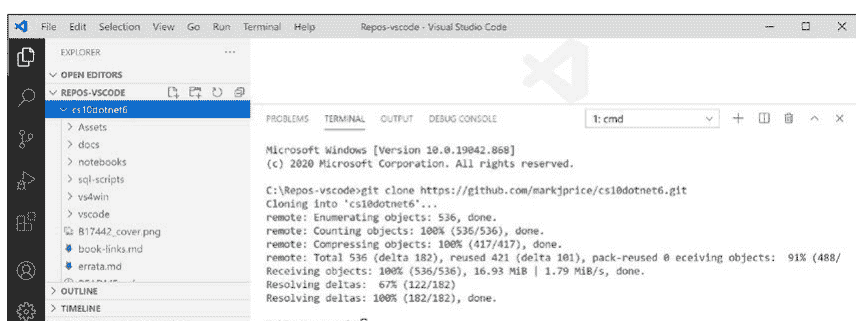 File Edit Selection View Go Run Terminal Help Repos-vscode - Visual Studio Code
EXPLORER
OPEN EDITORS
REPOS-VSCODE
cs10dotnet6
Assets
docs
notebooks
sql-scripts
vs4win
vscode
B17442_cover.png
book-links.md
errata.md
OUTLINE
TIMELINE
PROBLEMS TERMINAL OUTPUT DEBUG CONSOLE 1: cmd
Microsoft Windows [Version 10.0.19042.868]
(c) 2020 Microsoft Corporation. All rights reserved.
C:\Repos-vscode>git clone https://github.com/markjprice/cs10dotnet6.git
Cloning into 'cs10dotnet6'...
remote: Enumerating objects: 536, done.
remote: Counting objects: 100% (536/536), done.
remote: Compressing objects: 100% (417/417), done.
remote: Total 536 (delta 182), reused 421 (delta 101), pack-reused 0 eceiving objects: 91% (488/
Receiving objects: 100% (536/536), 16.93 MiB | 1.79 MiB/s, done.
Resolving deltas: 67% (122/182)
Resolving deltas: 100% (182/182), done.